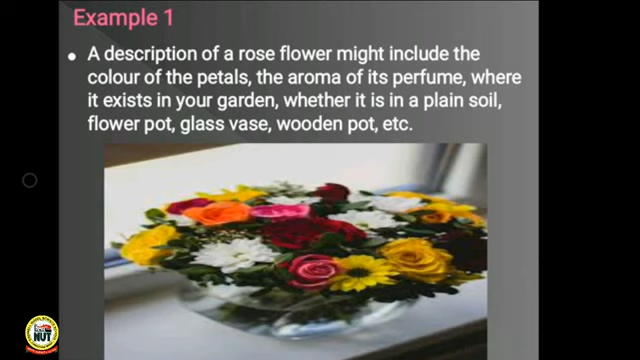 Example 1
• A description of a rose flower might include the
colour of the petals, the aroma of its perfume, where
it exists in your garden, whether it is in a plain soil,
flower pot, glass vase, wooden pot, etc.
NUT